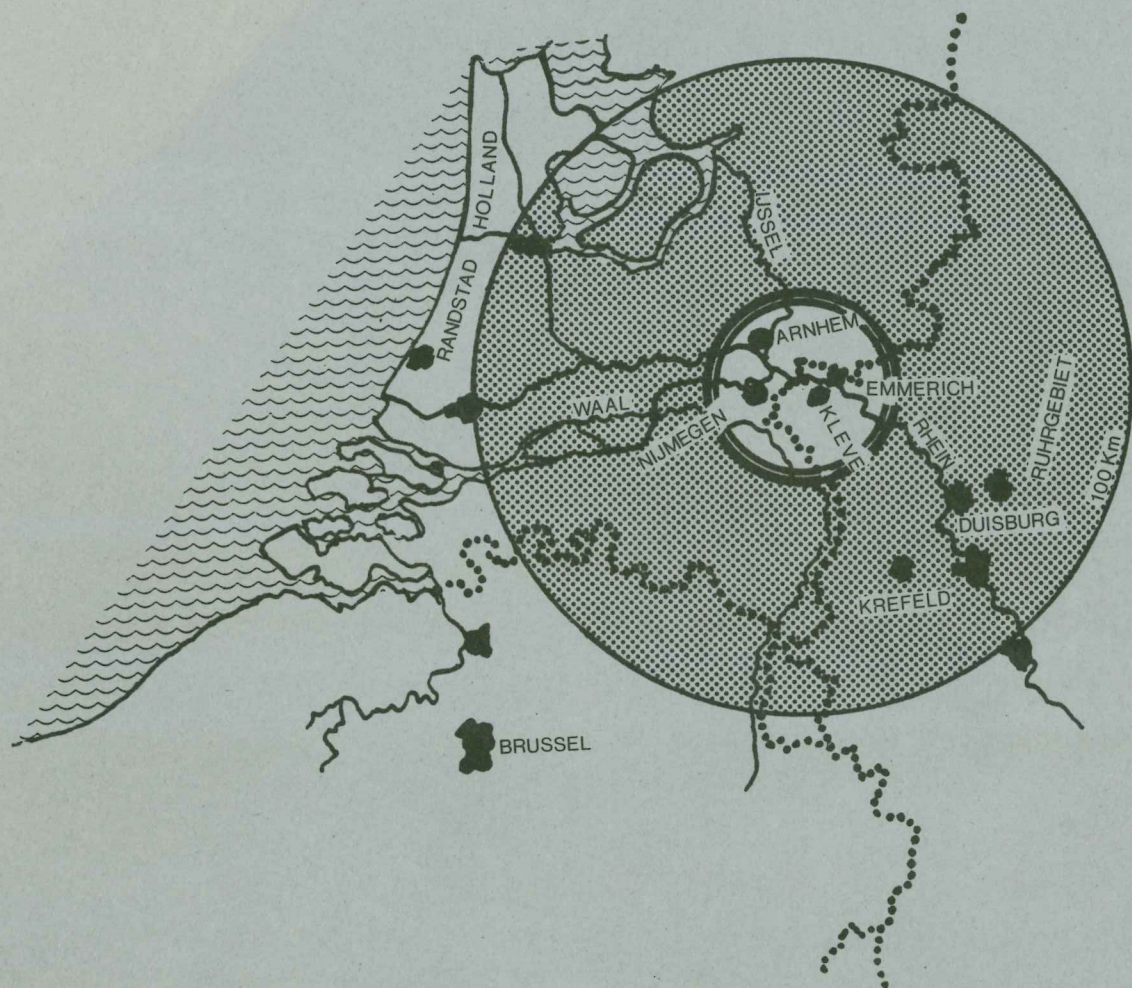 HOLLAND
RANDSTAD
IJSSEL
ARNHEM
EMMERICH
WAAL
NIJMEGEN
KLEVE
RHEIN
RUHRGEBIET
100 Km
DUISBURG
KREFELD
BRUSSEL